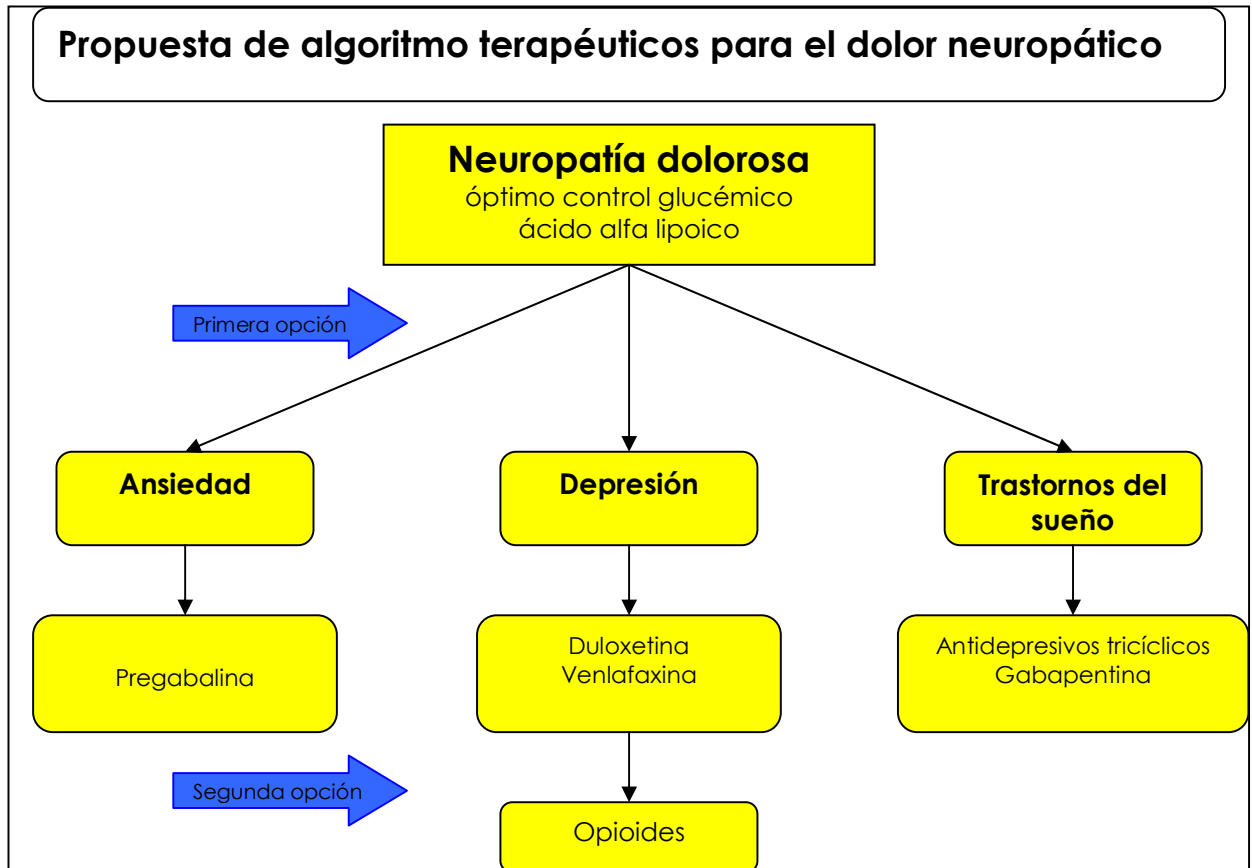 Propuesta de algoritmo terapéuticos para el dolor neuropático
Neuropatía dolorosa
óptimo control glucémico
ácido alfa lipoico
Primera opción
Ansiedad
Depresión
Trastornos del
sueño
Pregabalina
Duloxetina
Venlafaxina
Antidepresivos tricíclicos
Gabapentina
Segunda opción
Opioides